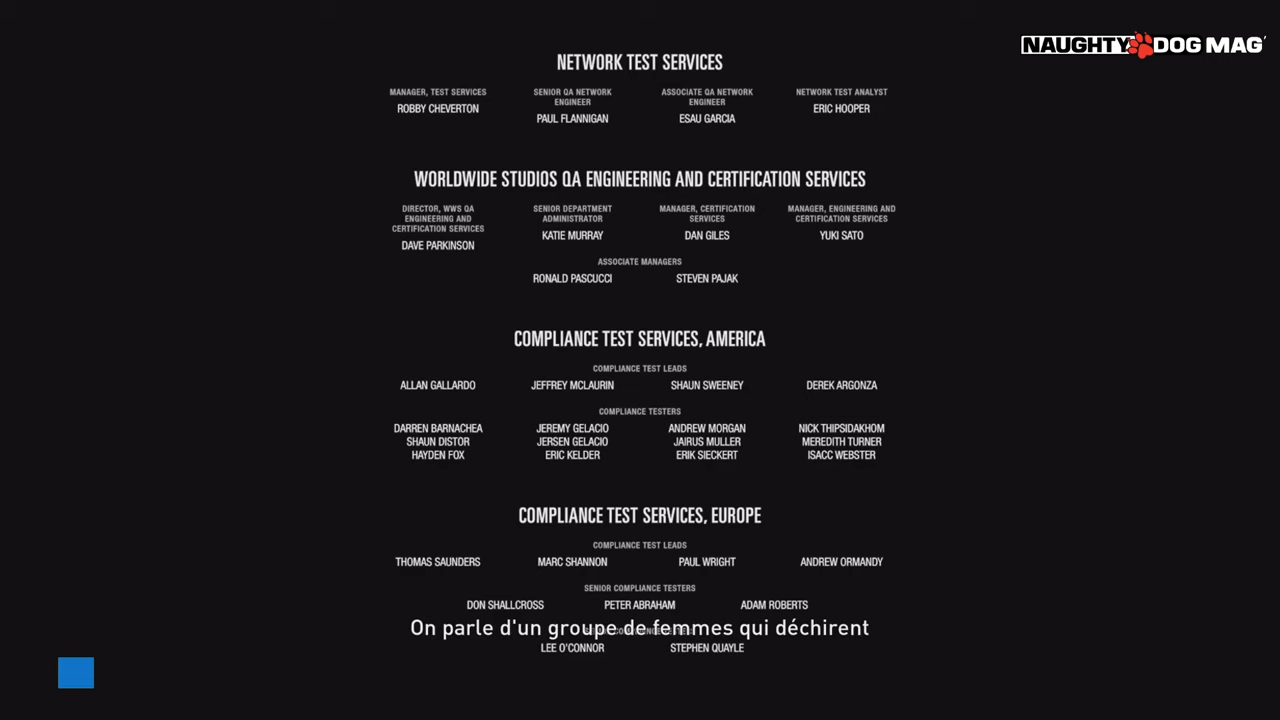 NAUGHTY DOG MAG'
NETWORK TEST SERVICES
MANAGER, TEST SERVICES
ROBBY CHEVERTON
SENIOR QA NETWORK
ENGINEER
PAUL FLANNIGAN
ASSOCIATE QA NETWORK
ENGINEER
ESAU GARCIA
NETWORK TEST ANALYST
ERIC HOOPER
WORLDWIDE STUDIOS QA ENGINEERING AND CERTIFICATION SERVICES
DIRECTOR, WWS QA
ENGINEERING AND
CERTIFICATION SERVICES
DAVE PARKINSON
SENIOR DEPARTMENT
ADMINISTRATOR
KATIE MURRAY
MANAGER, CERTIFICATION
SERVICES
DAN GILES
MANAGER, ENGINEERING AND
CERTIFICATION SERVICES
YUKI SATO
ASSOCIATE MANAGERS
RONALD PASCUCCI STEVEN PAJAK
COMPLIANCE TEST SERVICES, AMERICA
COMPLIANCE TEST LEADS
ALLAN GALLARDO JEFFREY MCLAURIN SHAUN SWEENEY DEREK ARGONZA
COMPLIANCE TESTERS
DARREN BARNACHEA JEREMY GELACIO ANDREW MORGAN NICK THIPSIDAKHOM
SHAUN DISTOR JERSEN GELACIO JAIRUS MULLER MEREDITH TURNER
HAYDEN FOX ERIC KELDER ERIK SIECKERT ISACC WEBSTER
COMPLIANCE TEST SERVICES, EUROPE
COMPLIANCE TEST LEADS
THOMAS SAUNDERS MARC SHANNON PAUL WRIGHT ANDREW ORMANDY
SENIOR COMPLIANCE TESTERS
DON SHALLCROSS PETER ABRAHAM ADAM ROBERTS
On parle d'un groupe de femmes qui déchirent
LEE O'CONNOR STEPHEN QUAYLE